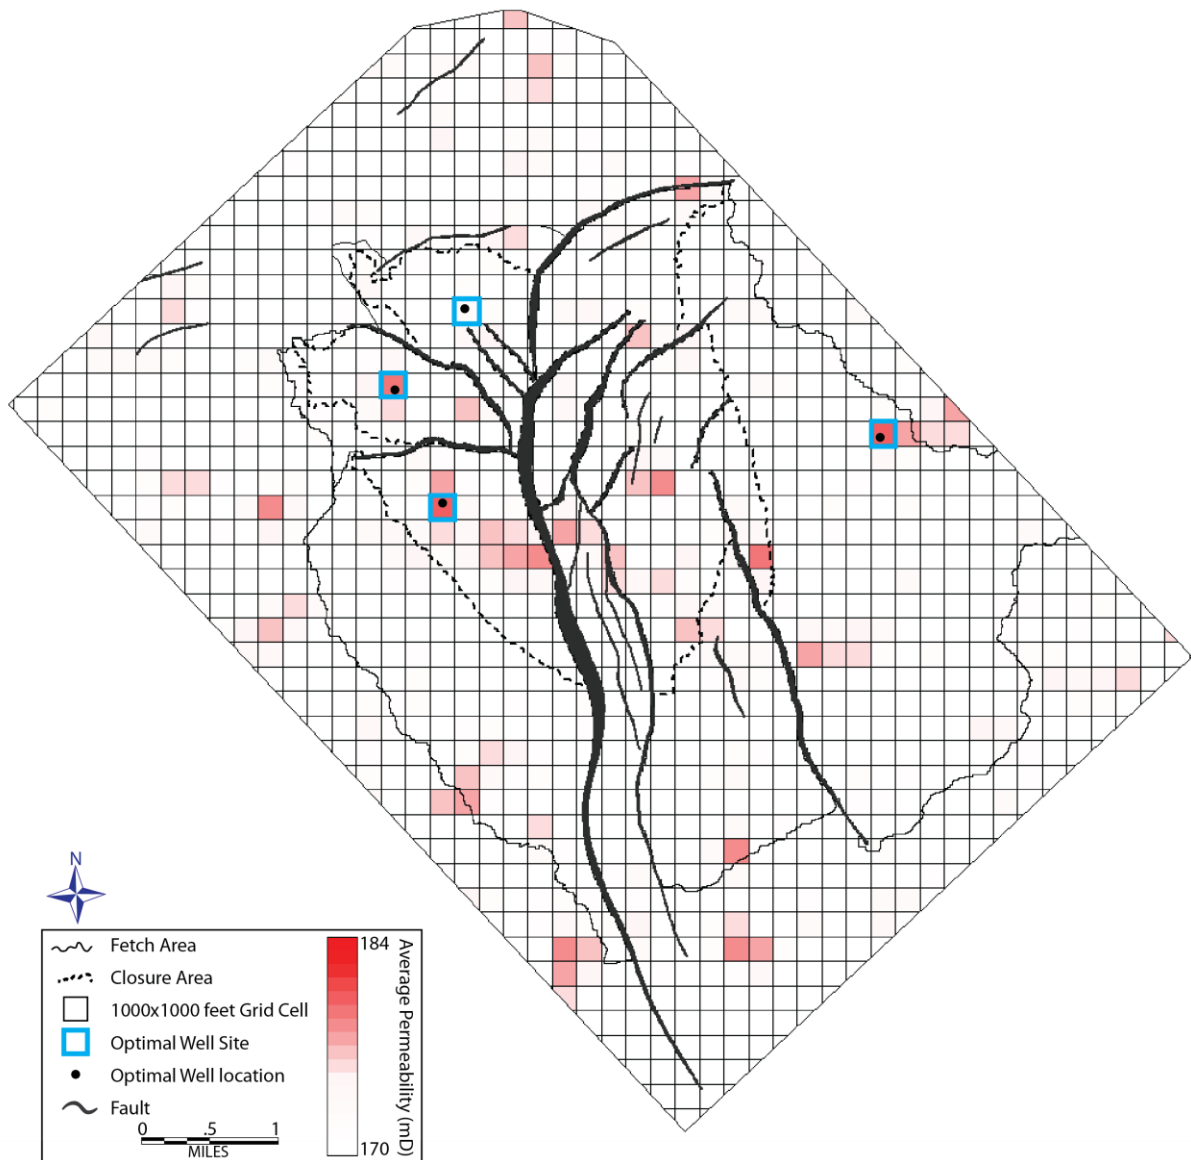 N
Fetch Area
Closure Area
1000x1000 feet Grid Cell
Optimal Well Site
Optimal Well location
Fault
0 .5 1
MILES
184
170
Average Permeability (mD)